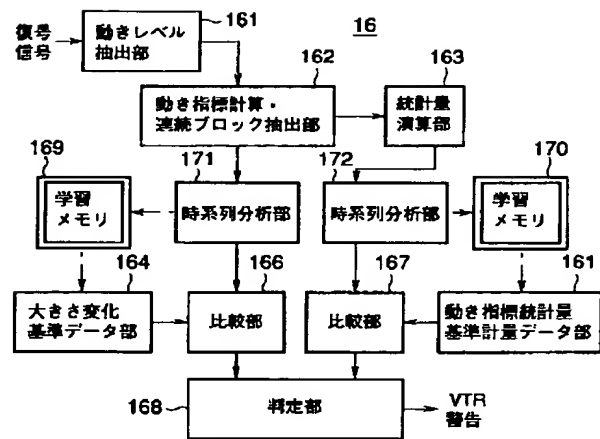 161
16
復号
信号
動きレベル
抽出部
162
163
動き指標計算・
連続ブロック抽出部
統計量
演算部
169
171
172
170
学習
メモリ
時系列分析部
時系列分析部
学習
メモリ
164
166
167
161
大きさ変化
基準データ部
比較部
比較部
動き指標統計量
基準計量データ部
168
判定部
VTR
警告